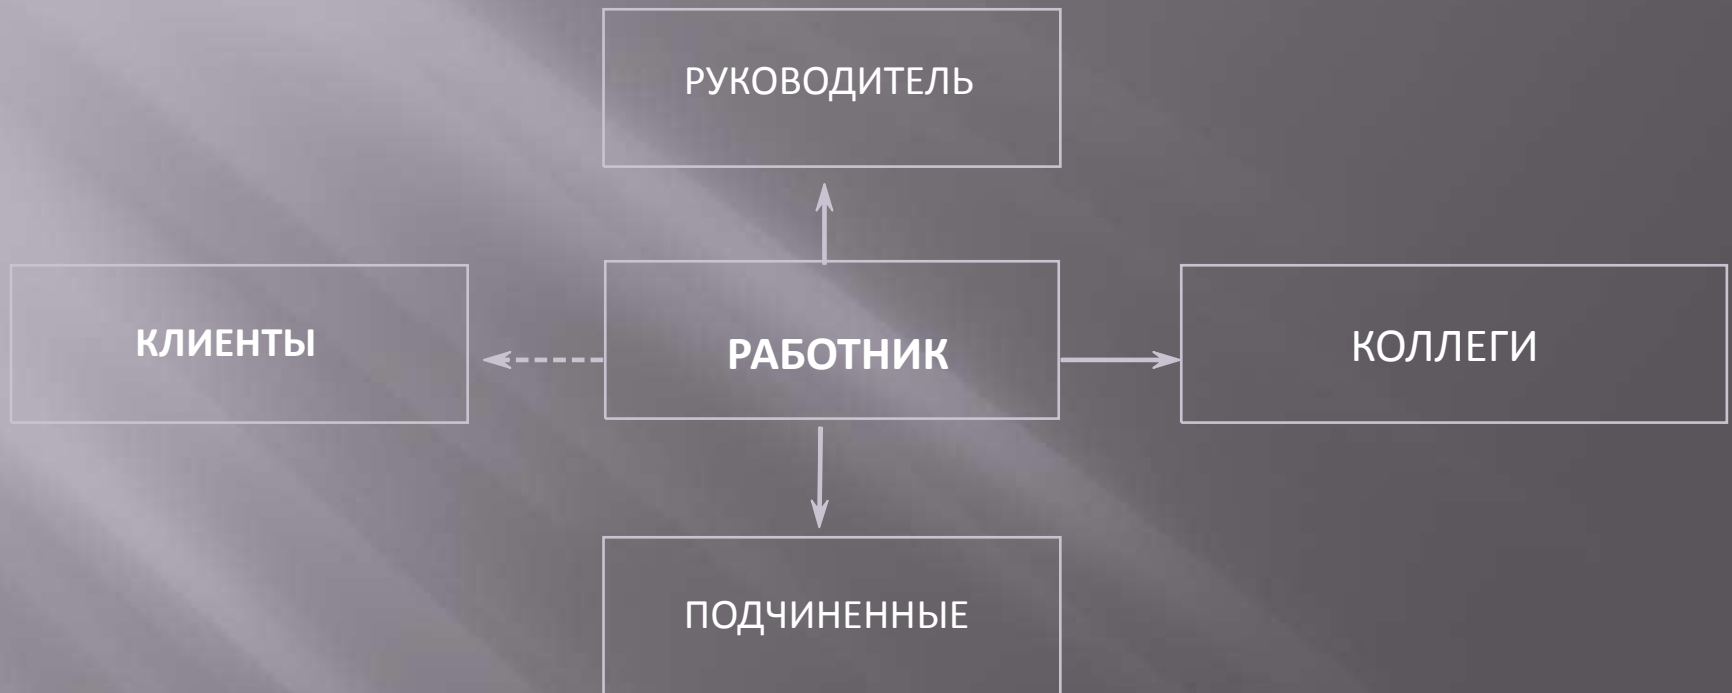 РУКОВОДИТЕЛЬ
КЛИЕНТЫ
РАБОТНИК
КОЛЛЕГИ
ПОДЧИНЕННЫЕ